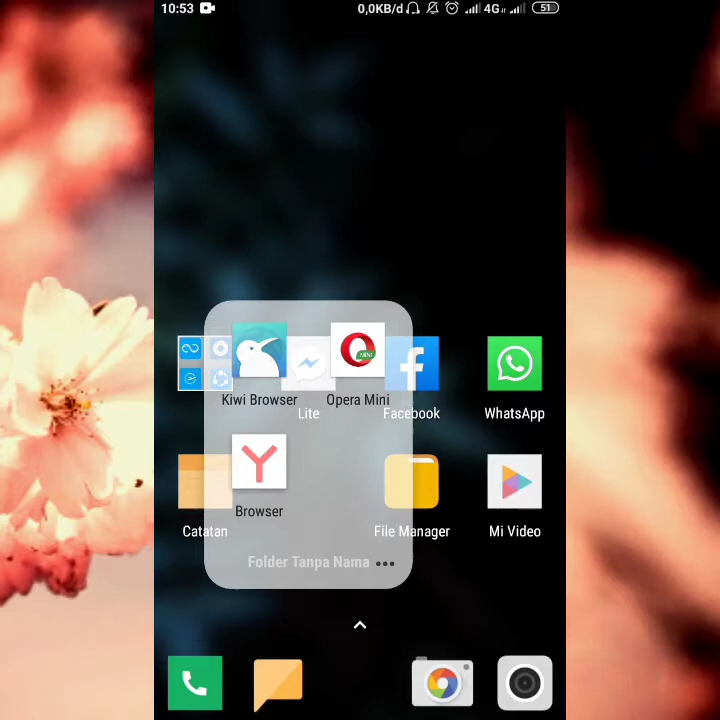 10:53 0,0KB/d 4G 51
Kiwi Browser Opera Mini
MINI
Lite Facebook WhatsApp
Browser
Catatan File Manager Mi Video
Folder Tanpa Nama